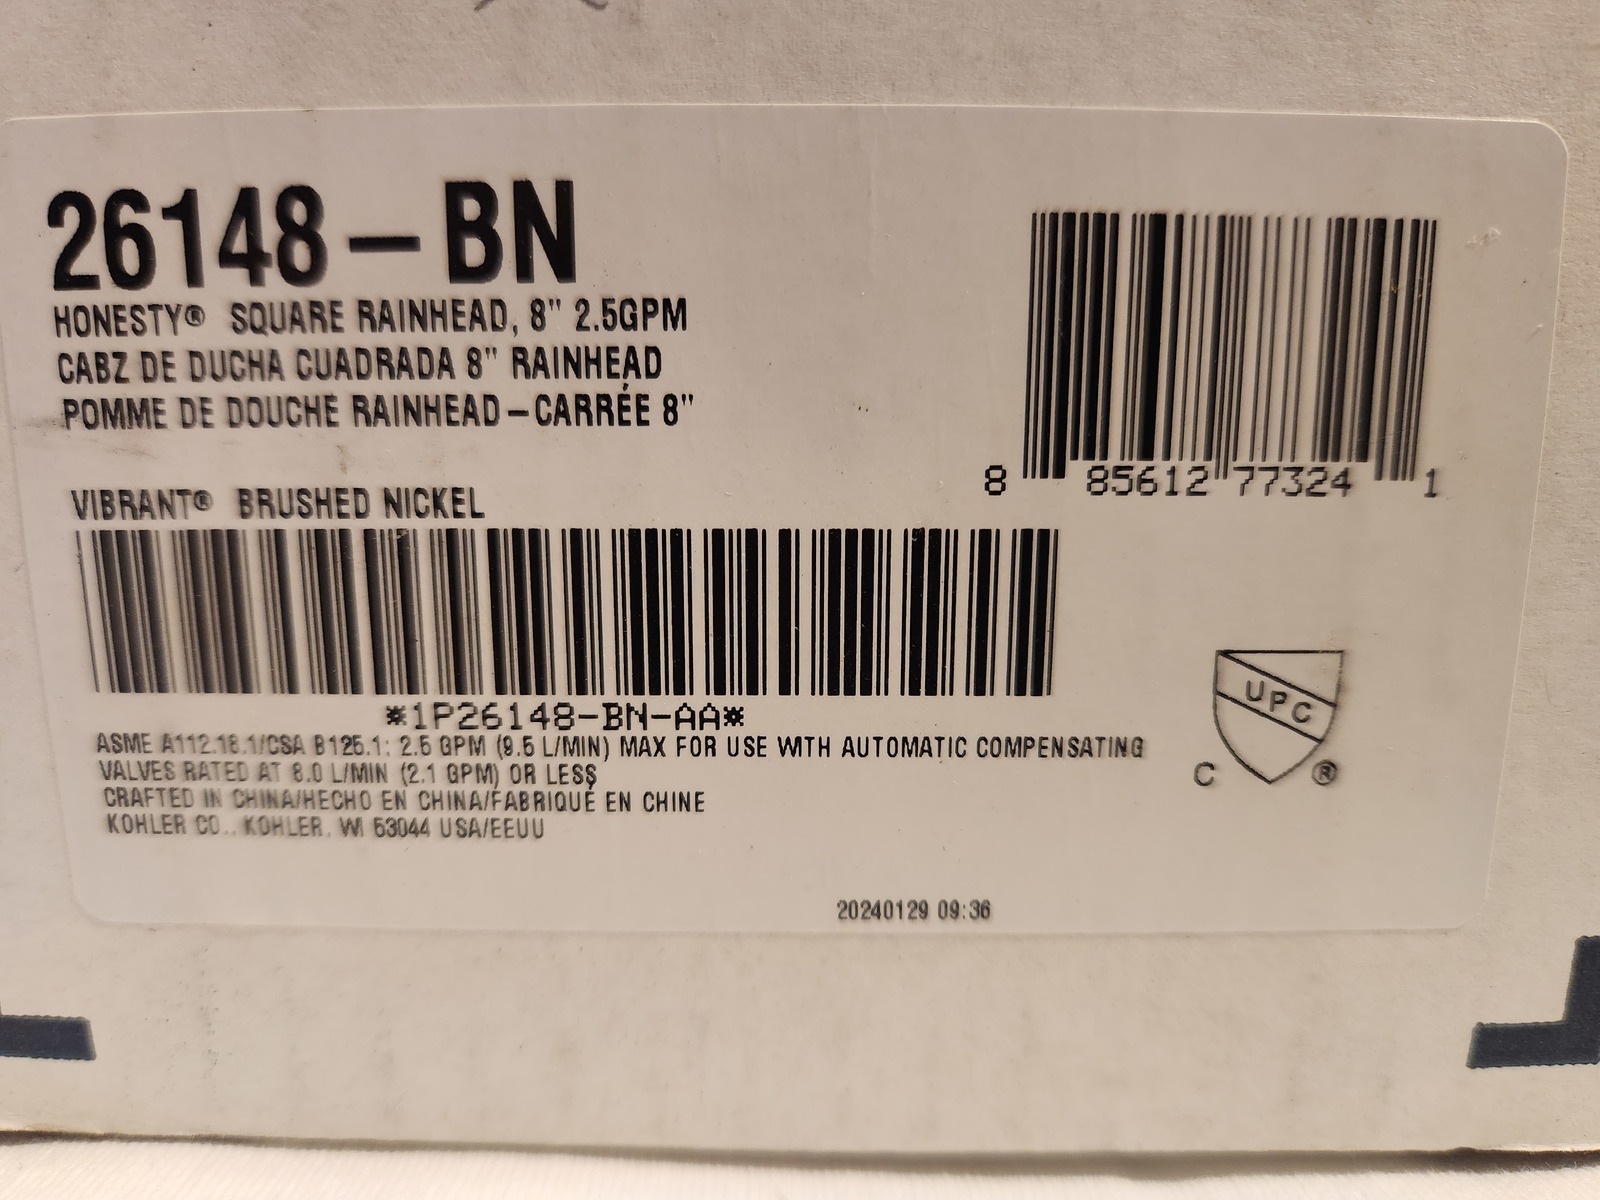 26148-BN
HONESTY® SQUARE RAINHEAD, 8" 2.5GPM
CABZ DE DUCHA CUADRADA 8" RAINHEAD
POMME DE DOUCHE RAINHEAD-CARRÉE 8"
VIBRANT® BRUSHED NICKEL
8 85612 77324 1
*1P26148-BN-AA*
ASME A112.18.1/CSA B125.1: 2.5 GPM (9.5 L/MIN) MAX FOR USE WITH AUTOMATIC COMPENSATING
VALVES RATED AT 8.0 L/MIN (2.1 GPM) OR LESS
CRAFTED IN CHINA/HECHO EN CHINA/FABRIQUÉ EN CHINE
KOHLER CO., KOHLER, WI 53044 USA/EEUU
UPC
C ®
20240129 09:36